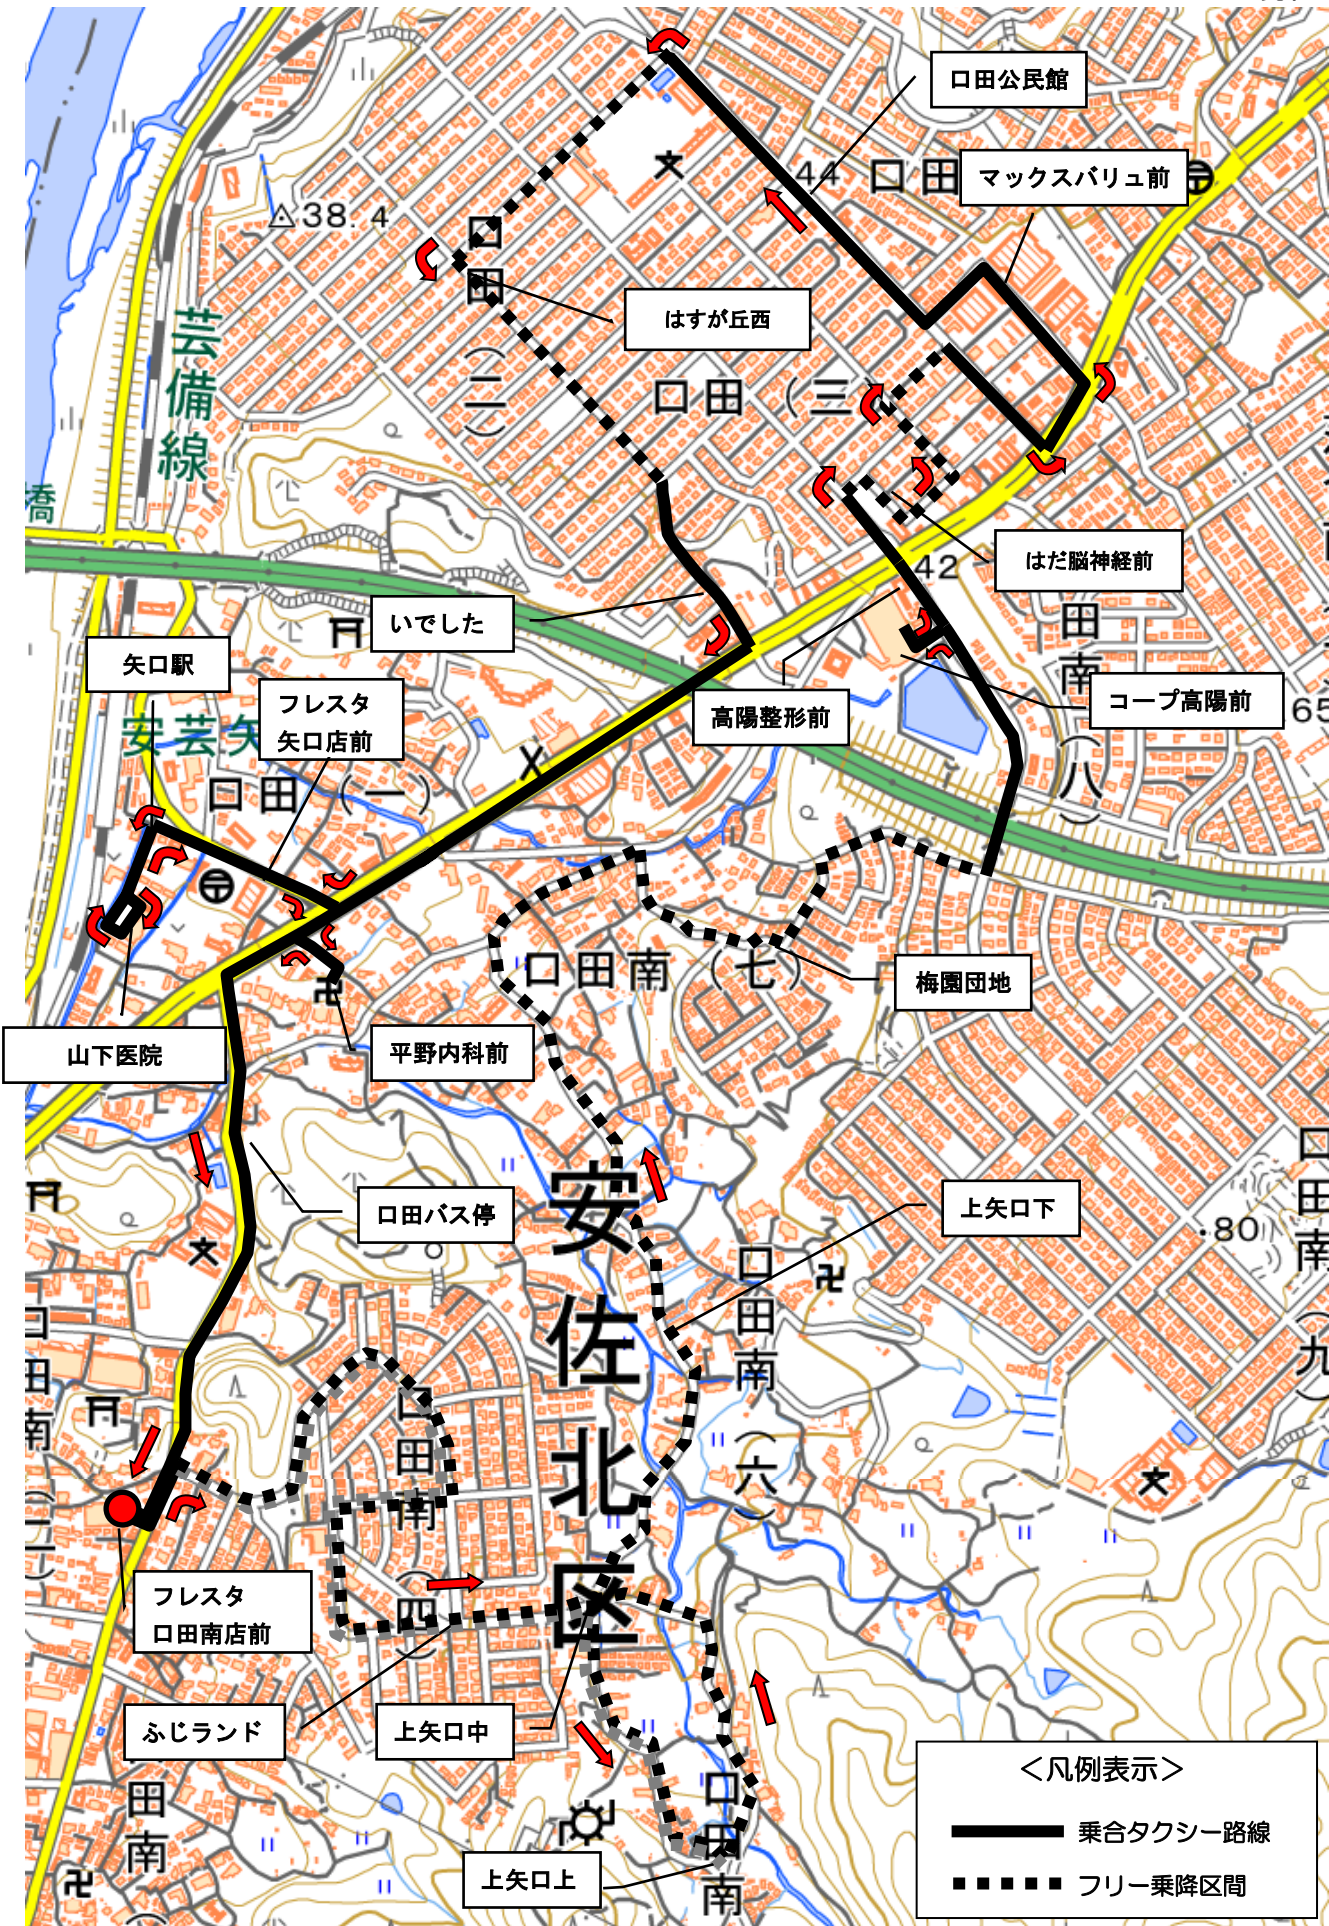 口田公民館
44
口田
マックスバリュ前
38.4
口田(二)
はすが丘西
芸備線
口田(三)
橋
42
はだ脳神経前
いでした
田南(八)
矢口駅
フレスタ
矢口店前
高陽整形前
コープ高陽前
65
安芸矢
口田(一)
口田南(七)
梅園団地
山下医院
平野内科前
口田バス停
安佐北区
上矢口下
80
口田南(九)
口田南(六)
口田南(二)
口田南(四)
フレスタ
口田南店前
ふじランド
上矢口中
<凡例表示>
乗合タクシー路線
フリー乗降区間
上矢口上
田南
口田南